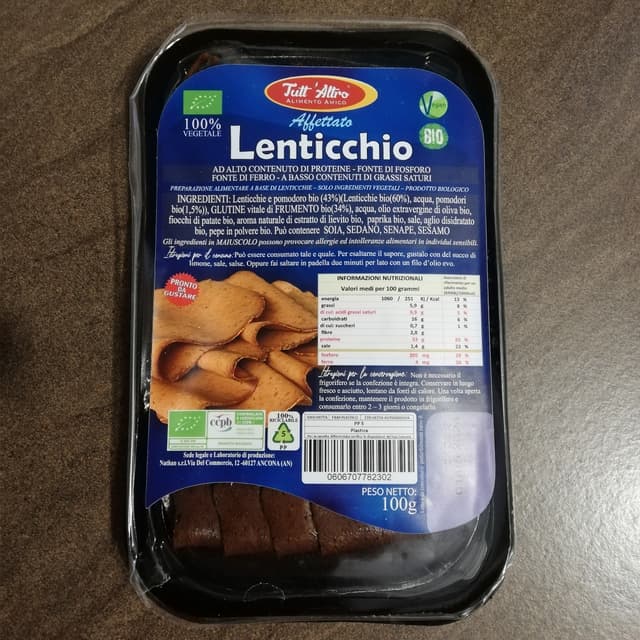 Tutt'Altro
ALIMENTO AMICO
100%
VEGETALE
Vegan
BIO
Affettato
Lenticchio
AD ALTO CONTENUTO DI PROTEINE - FONTE DI FOSFORO
FONTE DI FERRO - A BASSO CONTENUTI DI GRASSI SATURI
PREPARAZIONE ALIMENTARE A BASE DI LENTICCHIE - SOLO INGREDIENTI VEGETALI - PRODOTTO BIOLOGICO
INGREDIENTI: Lenticchie e pomodoro bio (43%)(Lenticchie bio(60%), acqua, pomodori
bio(1,5%)), GLUTINE vitale di FRUMENTO bio(34%), acqua, olio extravergine di oliva bio,
fiocchi di patate bio, aroma naturale di estratto di lievito bio, paprika bio, sale, aglio disidratato
bio, pepe in polvere bio. Può contenere SOIA, SEDANO, SENAPE, SESAMO
Gli ingredienti in MAIUSCOLO possono provocare allergie ed intolleranze alimentari in individui sensibili.
Istruzioni per il consumo: Può essere consumato tale e quale. Per esaltarne il sapore, gustalo con del succo di
limone, sale, salse. Oppure fai saltare in padella due minuti per lato con un filo d'olio evo.
PRONTO
DA
GUSTARE
INFORMAZIONI NUTRIZIONALI
Valori medi per 100 grammi
energia 1060 / 251 Kj / Kcal 13 %
grassi 5,9 g 8 %
di cui: acidi grassi saturi 0,9 g 5 %
carboidrati 16 g 6 %
di cui: zuccheri 0,7 g 1 %
fibre 2,8 g
proteine 33 g
sale 1,4 g 23 %
fosforo 205 mg
ferro mg
Istruzioni per la conservazione: Non è necessario il
frigorifero se la confezione è integra. Conservare in luogo
fresco e asciutto, lontano da fonti di calore. Una volta aperta
la confezione, mantenere il prodotto in frigorifero e
consumarlo entro 2 - 3 giorni o congelarlo.
ccpb
100%
RICICLABILE
5
PP
PP 5
Plastica
Sede legale e Laboratorio di produzione:
Nathan s.r.l.Via Del Commercio, 12 -60127 ANCONA (AN)
0606707782302
PESO NETTO:
100g